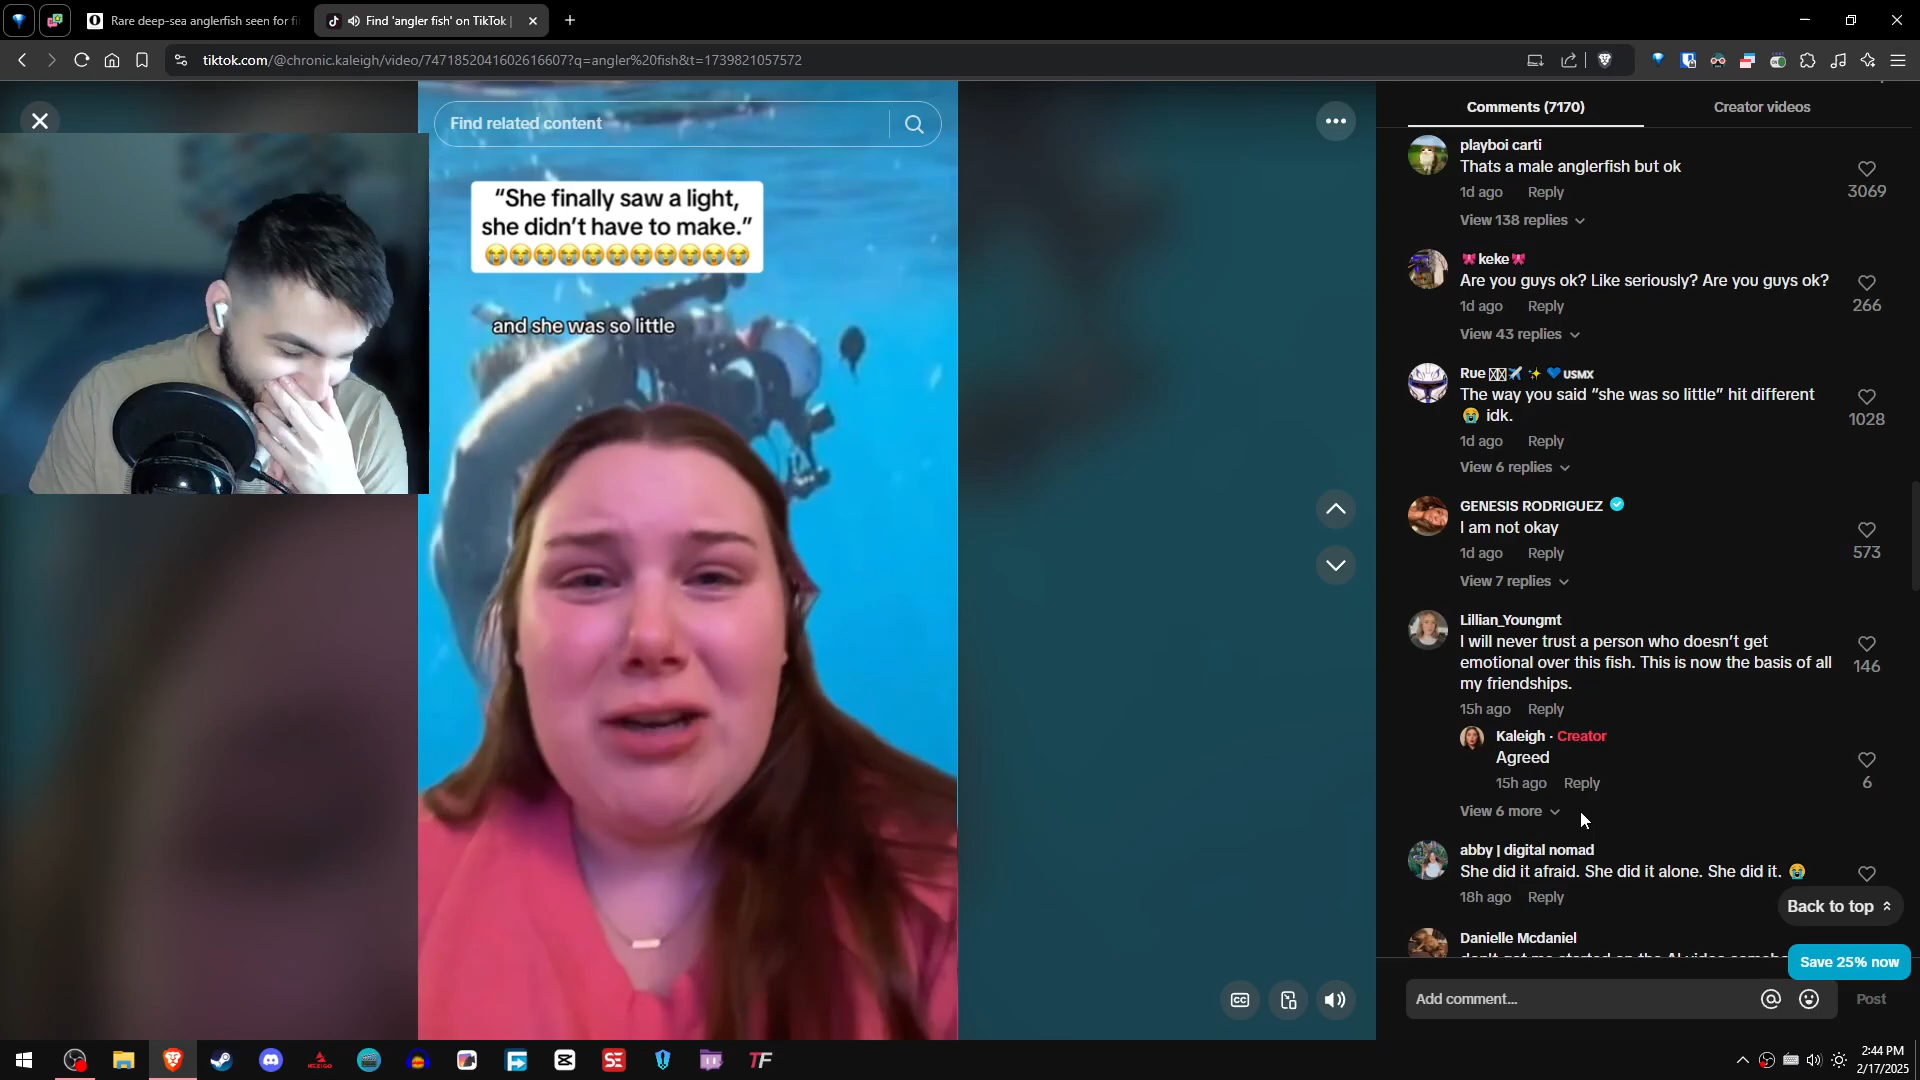 Rare deep-sea anglerfish seen for fi
Find 'angler fish' on TikTok |
tiktok.com/@chronic.kaleigh/video/7471852041602616607?q=angler%20fish&t=1739821057572
Find related content
“She finally saw a light,
she didn’t have to make.”
😭😭😭😭😭😭😭😭😭😭😭
and she was so little
Comments (7170)
Creator videos
playboi carti
Thats a male anglerfish but ok
3069
1d ago Reply
View 138 replies
🎀keke🎀
Are you guys ok? Like seriously? Are you guys ok?
266
1d ago Reply
View 43 replies
Rue ✈️ ✨ 💙 USMX
The way you said “she was so little” hit different
😭 idk.
1028
1d ago Reply
View 6 replies
GENESIS RODRIGUEZ
I am not okay
573
1d ago Reply
View 7 replies
Lillian_Youngmt
I will never trust a person who doesn’t get
emotional over this fish. This is now the basis of all
my friendships.
146
15h ago Reply
Kaleigh · Creator
Agreed
6
15h ago Reply
View 6 more
abby | digital nomad
She did it afraid. She did it alone. She did it. 😭
18h ago Reply
Back to top
Danielle Mcdaniel
Save 25% now
Add comment...
Post
CC
SE
TF
2:44 PM
2/17/2025